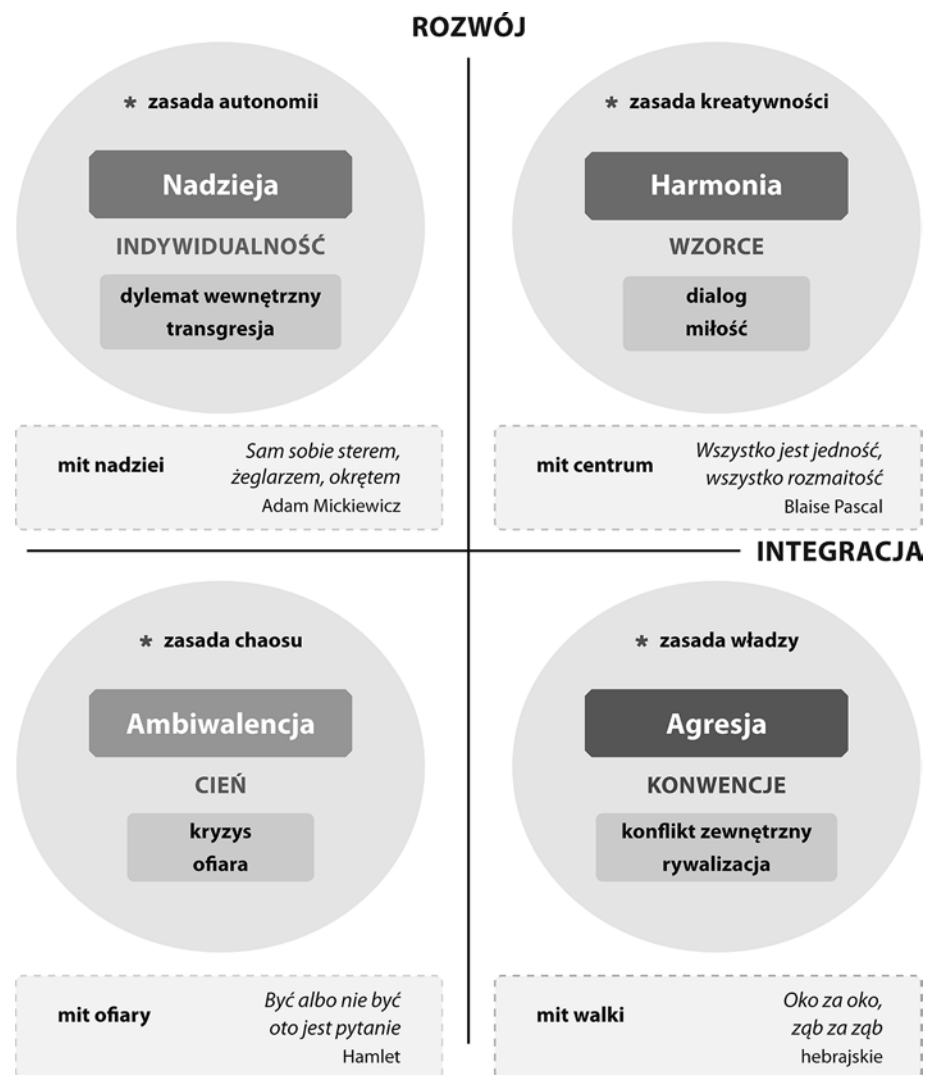 ROZWÓJ
* zasada autonomii
Nadzieja
INDYWIDUALNOŚĆ
dylemat wewnętrzny
transgresja
mit nadziei
Sam sobie sterem,
żeglarzem, okrętem
Adam Mickiewicz
* zasada kreatywności
Harmonia
WZORCE
dialog
miłość
mit centrum
Wszystko jest jedność,
wszystko rozmaitość
Blaise Pascal
INTEGRACJA
* zasada chaosu
Ambiwalencja
CIEŃ
kryzys
ofiara
mit ofiary
Być albo nie być
oto jest pytanie
Hamlet
* zasada władzy
Agresja
KONWENCJE
konflikt zewnętrzny
rywalizacja
mit walki
Oko za oko,
ząb za ząb
hebrajskie